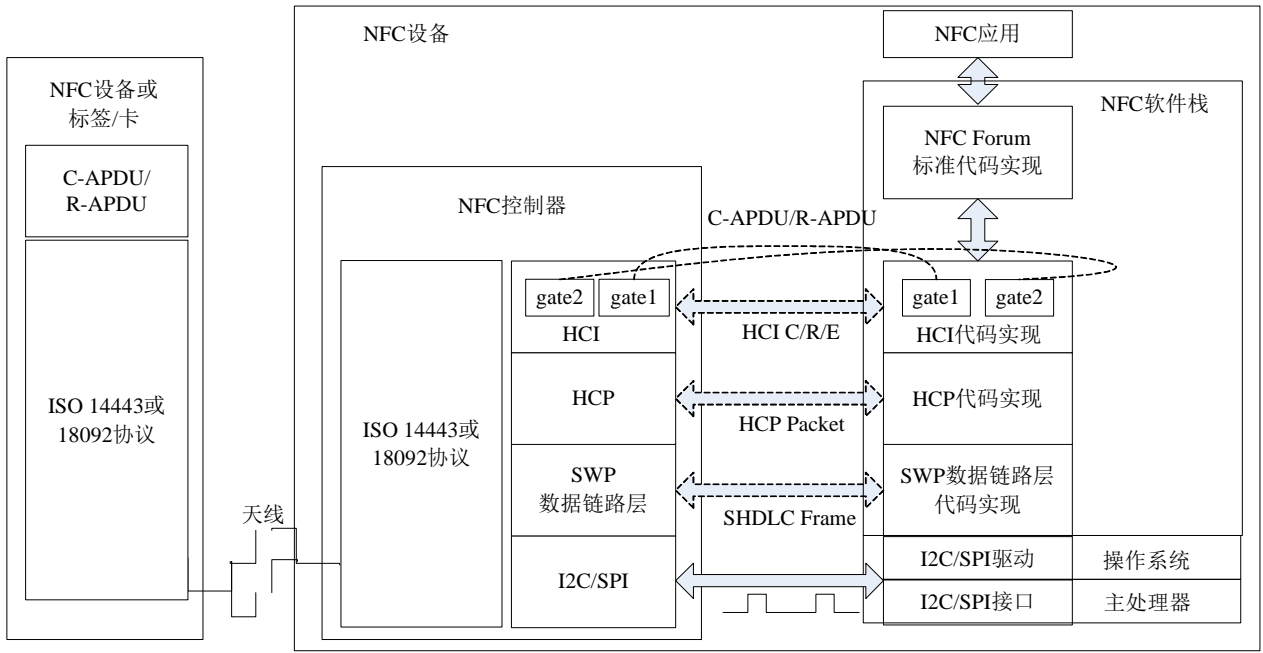 NFC设备
NFC应用
NFC设备或
标签/卡
NFC软件栈
NFC Forum
标准代码实现
C-APDU/
R-APDU
NFC控制器
C-APDU/R-APDU
gate2
gate1
HCI
HCI C/R/E
gate1
gate2
HCI代码实现
ISO 14443或
18092协议
ISO 14443或
18092协议
HCP
HCP Packet
HCP代码实现
SWP
数据链路层
SHDLC Frame
SWP数据链路层
代码实现
天线
I2C/SPI
I2C/SPI驱动
操作系统
I2C/SPI接口
主处理器